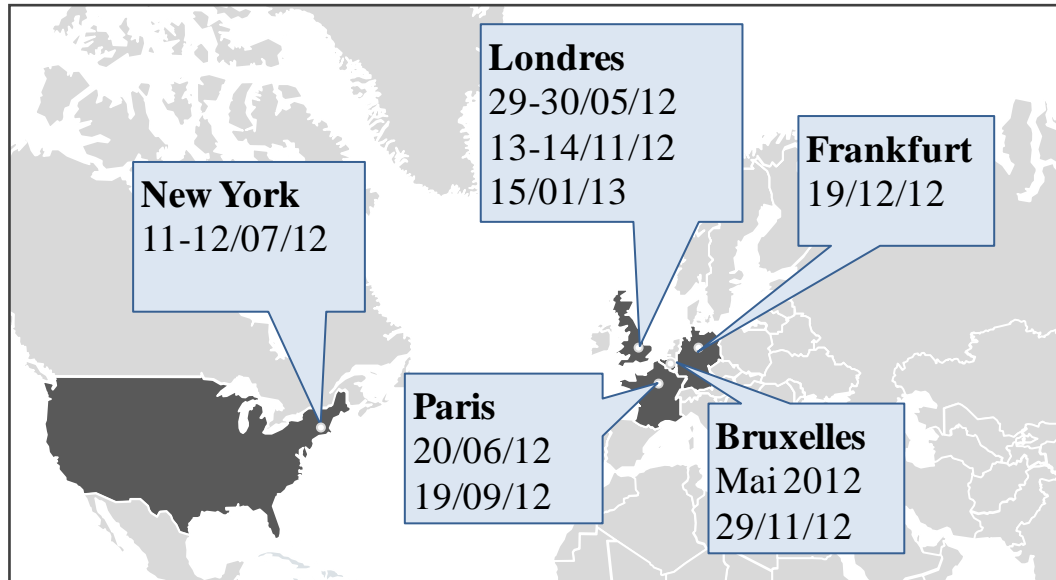 Londres
29-30/05/12
13-14/11/12
15/01/13
Frankfurt
19/12/12
New York
11-12/07/12
Paris
20/06/12
19/09/12
Bruxelles
Mai 2012
29/11/12